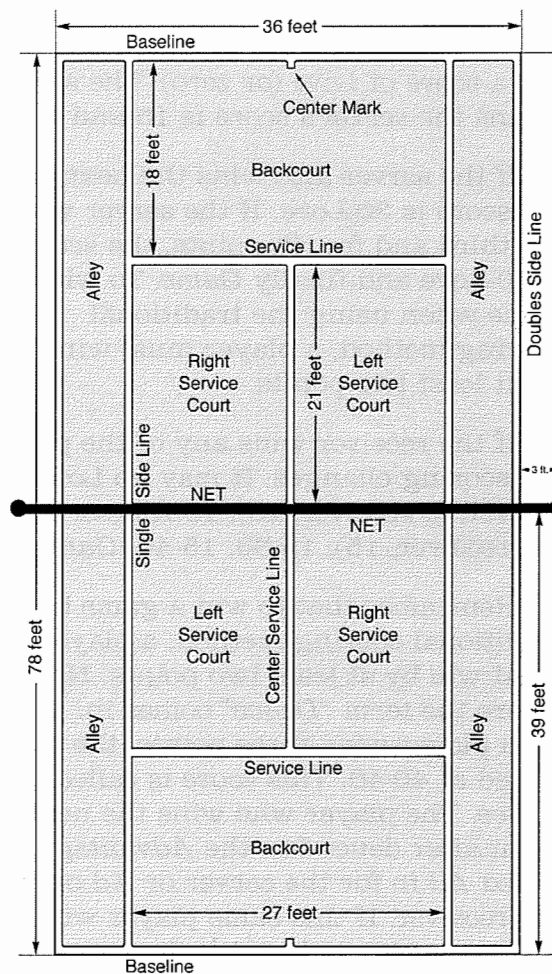 36 feet
Baseline
Center Mark
18 feet
Backcourt
Service Line
Alley
Alley
Doubles Side Line
Right
Service
Court
21 feet
Left
Service
Court
Single Side Line
3 ft.
NET
NET
78 feet
Left
Service
Court
Center Service Line
Right
Service
Court
39 feet
Alley
Alley
Service Line
Backcourt
27 feet
Baseline